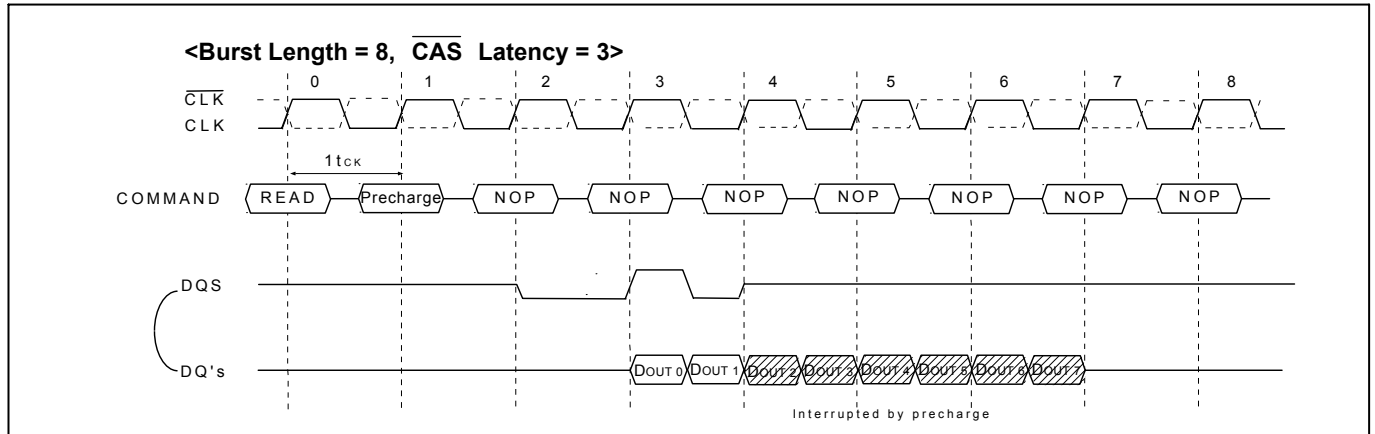 <Burst Length = 8, CAS Latency = 3>
0 1 2 3 4 5 6 7 8
CLK
CLK
1tCK
COMMAND READ Precharge NOP NOP NOP NOP NOP NOP NOP
DQS
DQ's DOUT 0 DOUT 1 DOUT 2 DOUT 3 DOUT 4 DOUT 5 DOUT 6 DOUT 7
Interrupted by precharge